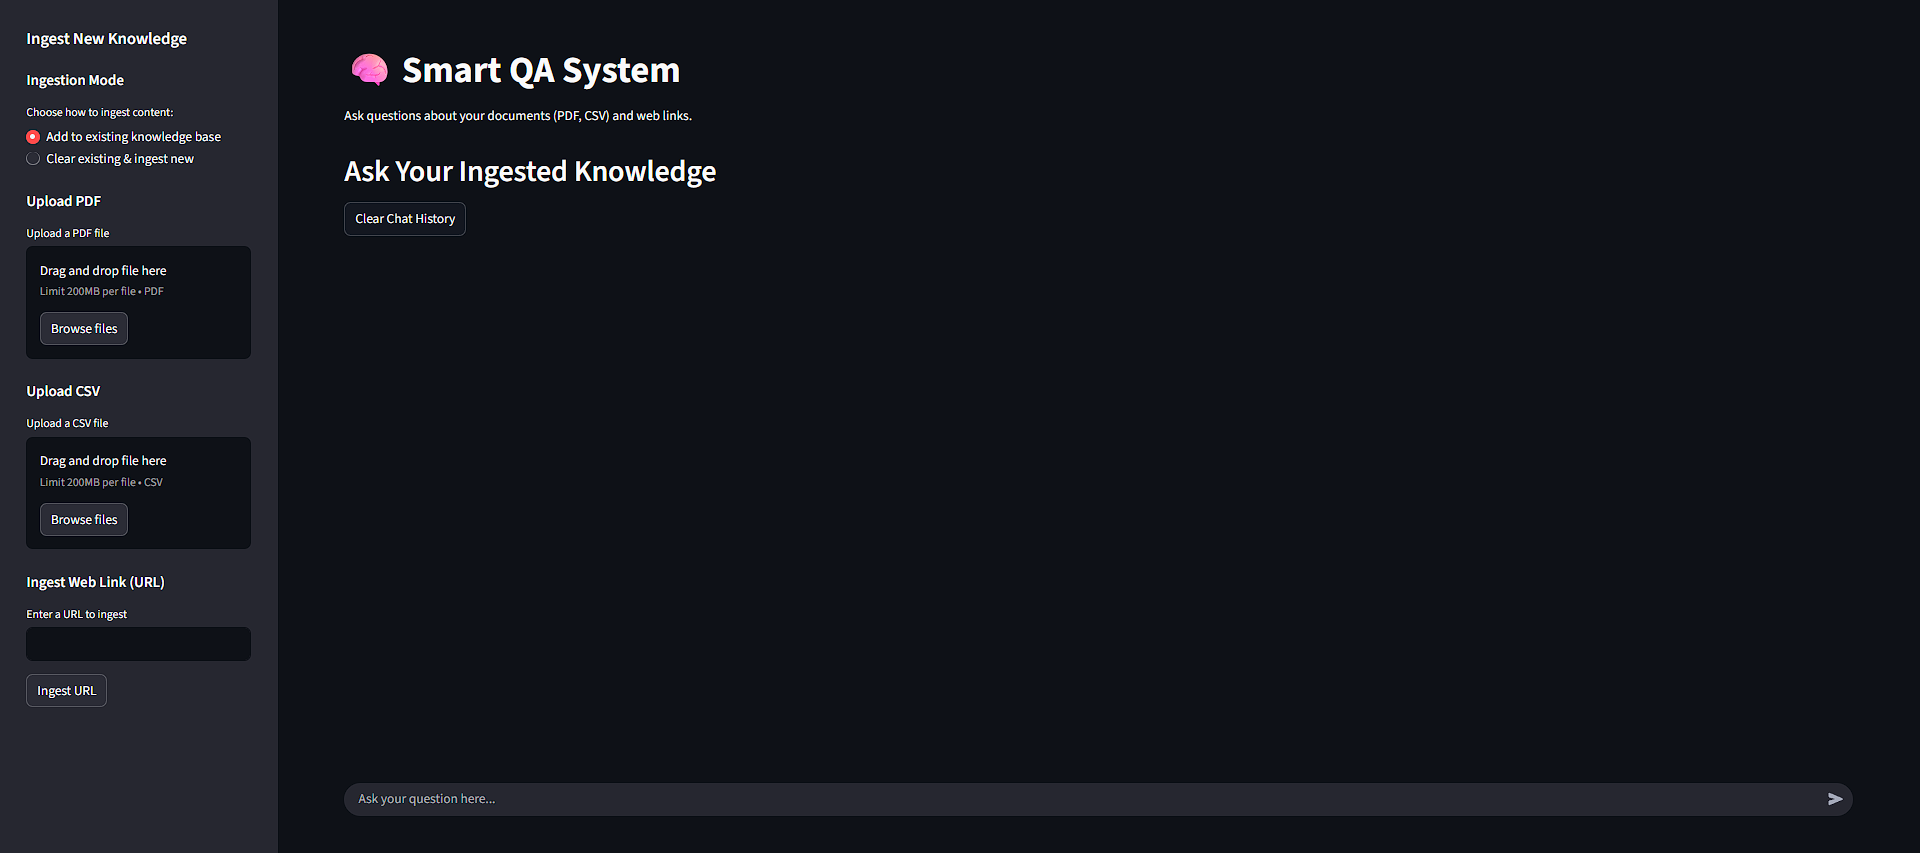 Ingest New Knowledge
Ingestion Mode
Choose how to ingest content:
Add to existing knowledge base
Clear existing & ingest new
Upload PDF
Upload a PDF file
Drag and drop file here
Limit 200MB per file • PDF
Browse files
Upload CSV
Upload a CSV file
Drag and drop file here
Limit 200MB per file • CSV
Browse files
Ingest Web Link (URL)
Enter a URL to ingest
Ingest URL
Smart QA System
Ask questions about your documents (PDF, CSV) and web links.
Ask Your Ingested Knowledge
Clear Chat History
Ask your question here...